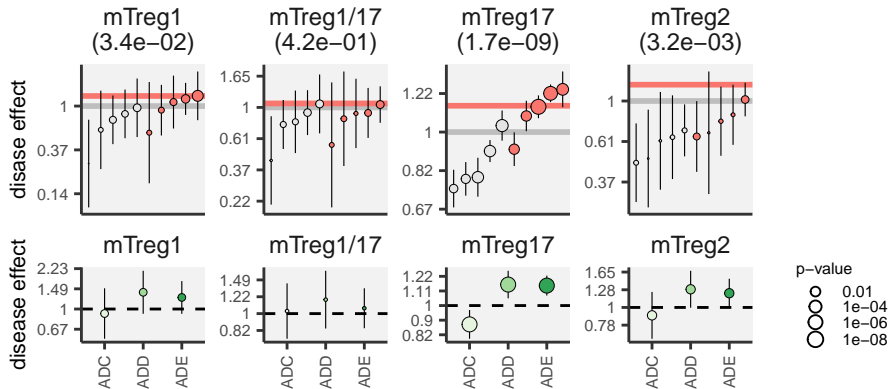 mTreg1 mTreg1/17 mTreg17 mTreg2
(3.4e−02) (4.2e−01) (1.7e−09) (3.2e−03)
disase effect
1
0.37
0.14
1.65
1
0.61
0.37
0.22
1.22
1
0.82
0.67
1
0.61
0.37
mTreg1 mTreg1/17 mTreg17 mTreg2
disease effect
2.23
1.49
1
0.67
1.49
1.22
1
0.82
1.22
1.1
1
0.9
0.82
1.65
1.28
1
0.78
ADC ADD ADE
ADC ADD ADE
ADC ADD ADE
ADC ADD ADE
p−value
0.01
1e−04
1e−06
1e−08